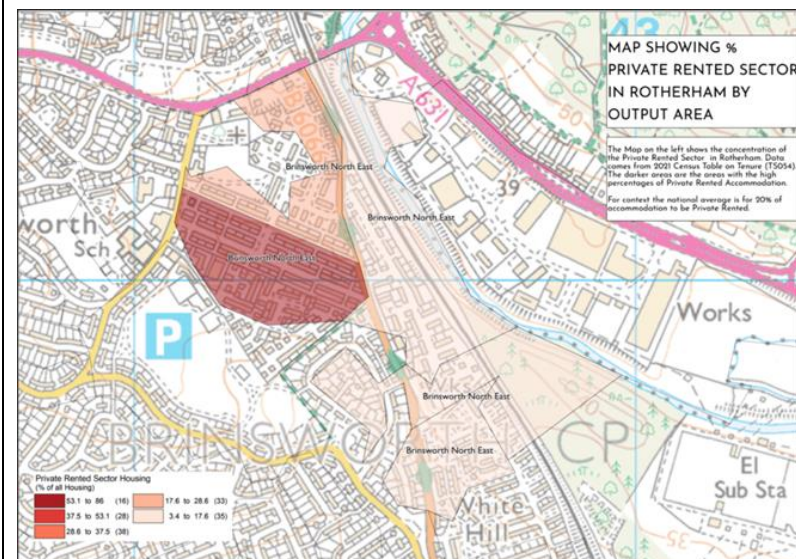 43
MAP SHOWING %
PRIVATE RENTED SECTOR
IN ROTHERHAM BY
OUTPUT AREA
A 631
50
The Map on the left shows the concentration of
the Private Rented Sector in Rotherham. Data
comes from 2021 Census Table on Tenure (TS054)
The darker areas are the areas with the high
percentages of Private Rented Accommodation.
For context the national average is for 20% of
accommodation to be Private Rented.
Brinsworth North East
39
Brinsworth North East
worth
Sch
Brinsworth North East
Works
P
Brinsworth North East
BRINSWORTH CP
Brinsworth North East
El
Sub Sta
White
Hill
35
Private Rented Sector Housing
(% of all Housing)
53.1 to 86 (16)
37.5 to 53.1 (28)
28.6 to 37.5 (38)
17.6 to 28.6 (33)
3.4 to 17.6 (35)